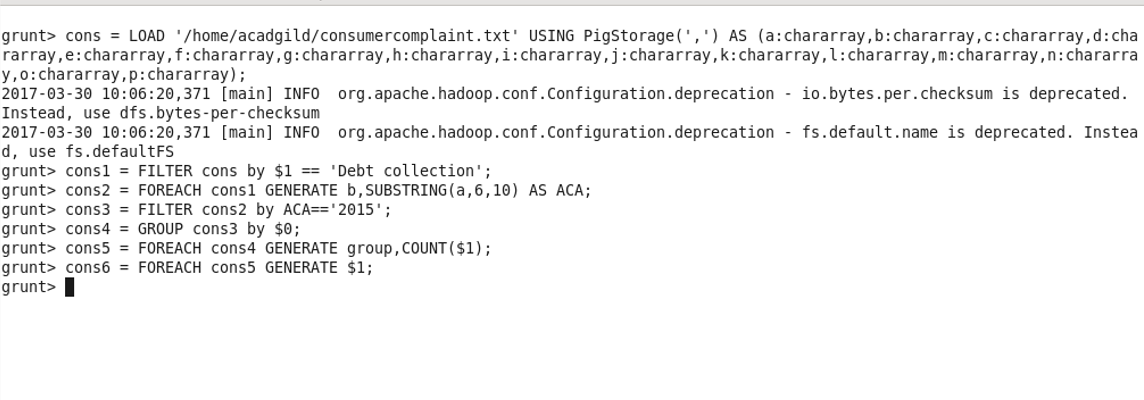 grunt> cons = LOAD '/home/acadgild/consumercomplaint.txt' USING PigStorage(',') AS (a:chararray,b:chararray,c:chararray,d:cha
rarray,e:chararray,f:chararray,g:chararray,h:chararray,i:chararray,j:chararray,k:chararray,l:chararray,m:chararray,n:chararra
y,o:chararray,p:chararray);
2017-03-30 10:06:20,371 [main] INFO  org.apache.hadoop.conf.Configuration.deprecation - io.bytes.per.checksum is deprecated.
Instead, use dfs.bytes-per-checksum
2017-03-30 10:06:20,371 [main] INFO  org.apache.hadoop.conf.Configuration.deprecation - fs.default.name is deprecated. Instea
d, use fs.defaultFS
grunt> cons1 = FILTER cons by $1 == 'Debt collection';
grunt> cons2 = FOREACH cons1 GENERATE b,SUBSTRING(a,6,10) AS ACA;
grunt> cons3 = FILTER cons2 by ACA=='2015';
grunt> cons4 = GROUP cons3 by $0;
grunt> cons5 = FOREACH cons4 GENERATE group,COUNT($1);
grunt> cons6 = FOREACH cons5 GENERATE $1;
grunt>